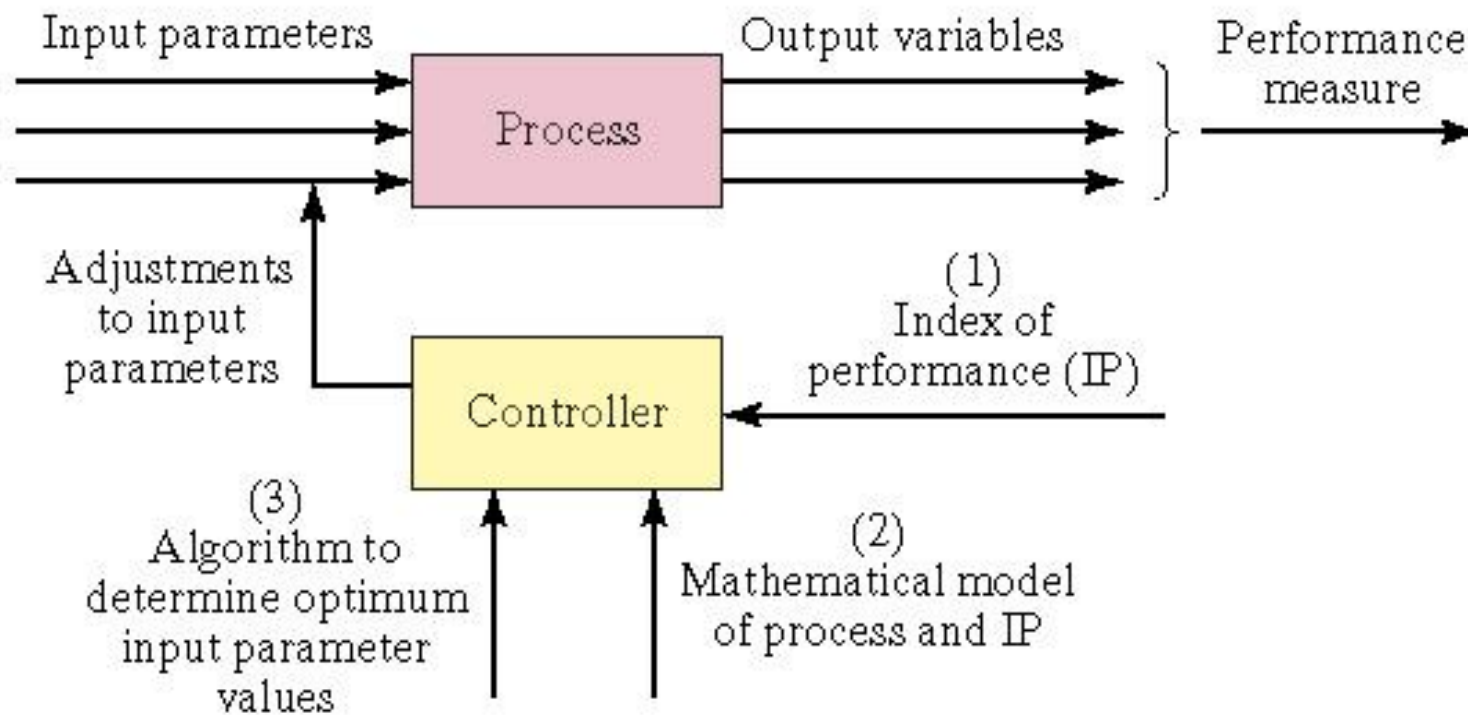 Input parameters
Output variables
Performance
measure
Process
Adjustments
to input
parameters
(1)
Index of
performance (IP)
Controller
(3)
Algorithm to
determine optimum
input parameter
values
(2)
Mathematical model
of process and IP